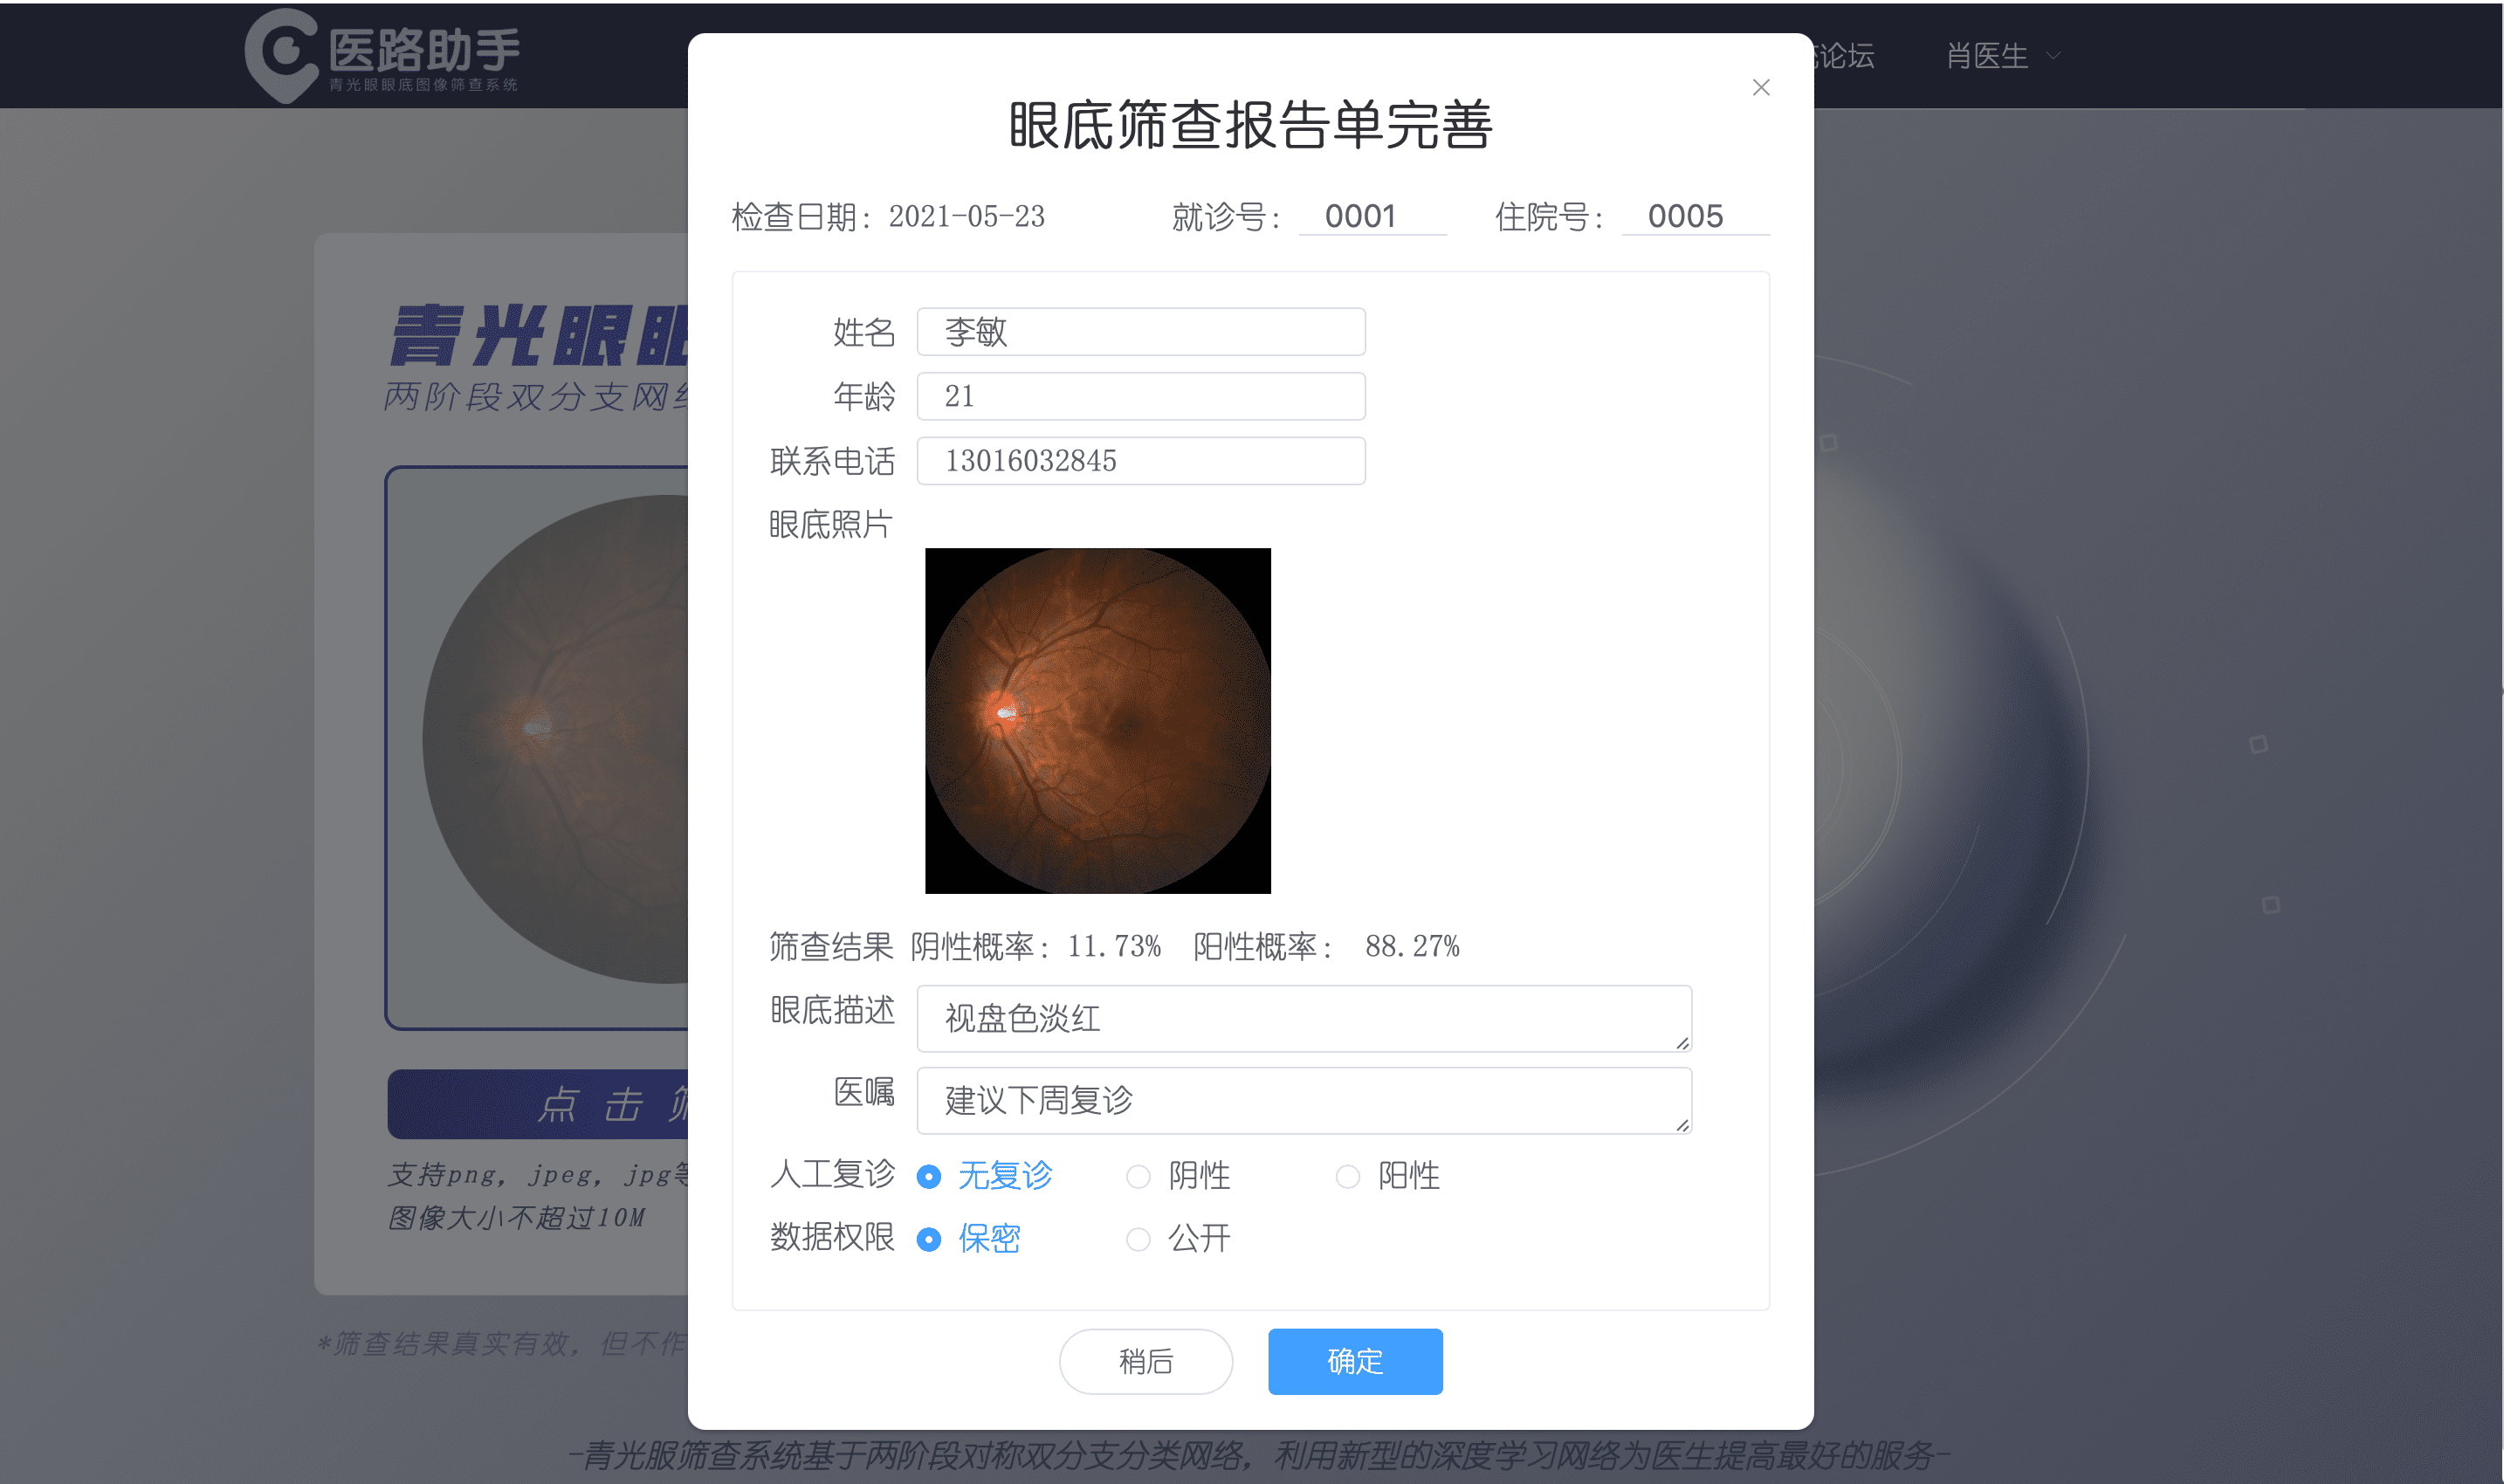 医路助手
青光眼眼底图像筛查系统
论坛
肖医生
眼底筛查报告单完善
检查日期：2021-05-23 就诊号：0001 住院号：0005
青光眼眼
两阶段双分支网络
姓名 李敏
年龄 21
联系电话 13016032845
眼底照片
筛查结果 阴性概率：11.73% 阳性概率： 88.27%
眼底描述 视盘色淡红
医嘱 建议下周复诊
点击筛
人工复诊 无复诊 阴性 阳性
支持png，jpeg，jpg等
图像大小不超过10M
数据权限 保密 公开
*筛查结果真实有效，但不作
稍后 确定
-青光服筛查系统基于两阶段对称双分支分类网络，利用新型的深度学习网络为医生提高最好的服务-